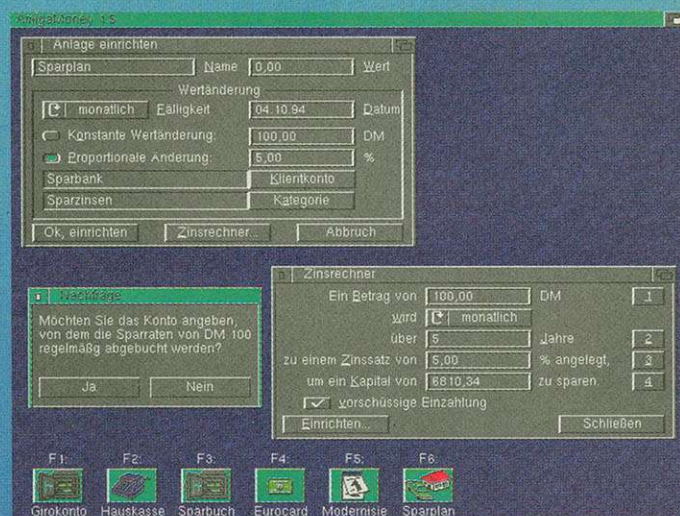 AmigaMoney 1.5
Anlage einrichten
Sparplan Name 0,00 Wert
Wertänderung
monatlich Fälligkeit 04.10.94 Datum
Konstante Wertänderung: 100,00 DM
Proportionale Änderung: 5,00 %
Sparbank Klientkonto
Sparzinsen Kategorie
Ok, einrichten Zinsrechner... Abbruch
Nachfrage
Möchten Sie das Konto angeben,
von dem die Sparraten von DM 100
regelmäßg abgebucht werden?
Ja Nein
Zinsrechner
Ein Betrag von 100,00 DM 1
wird monatlich
über 5 Jahre 2
zu einem Zinssatz von 5,00 % angelegt, 3
um ein Kapital von 6810,34 zu sparen 4
vorschüssige Einzahlung
Einrichten... Schließen
F1: F2: F3: F4: F5: F6:
Girokonto Hauskasse Sparbuch Eurocard Modernisie Sparplan